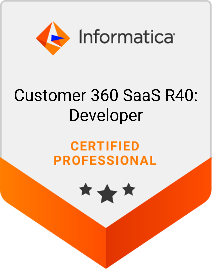 Informatica
Customer 360 SaaS R40:
Developer
CERTIFIED
PROFESSIONAL